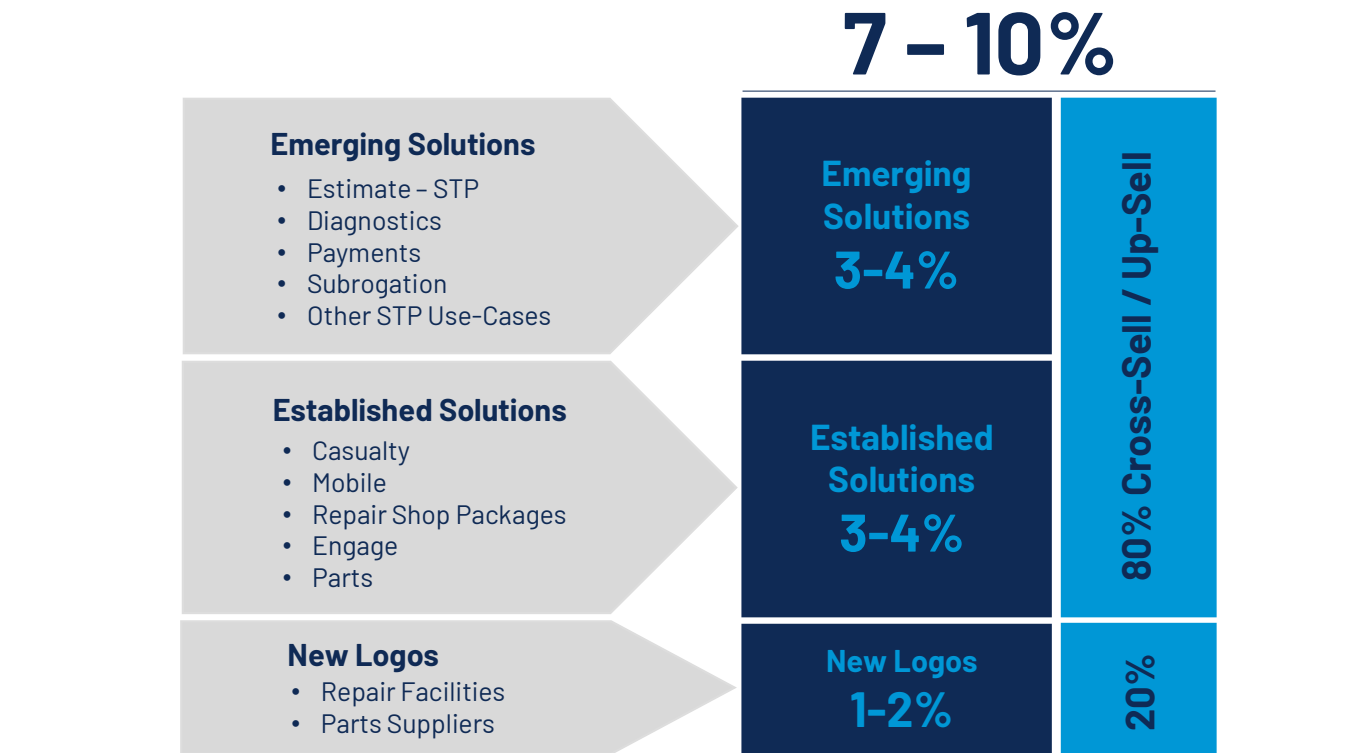 7 – 10%
Emerging Solutions
• Estimate – STP
• Diagnostics
• Payments
• Subrogation
• Other STP Use-Cases
Emerging
Solutions
3-4%
80% Cross-Sell / Up-Sell
Established Solutions
• Casualty
• Mobile
• Repair Shop Packages
• Engage
• Parts
Established
Solutions
3-4%
New Logos
• Repair Facilities
• Parts Suppliers
New Logos
1-2%
20%